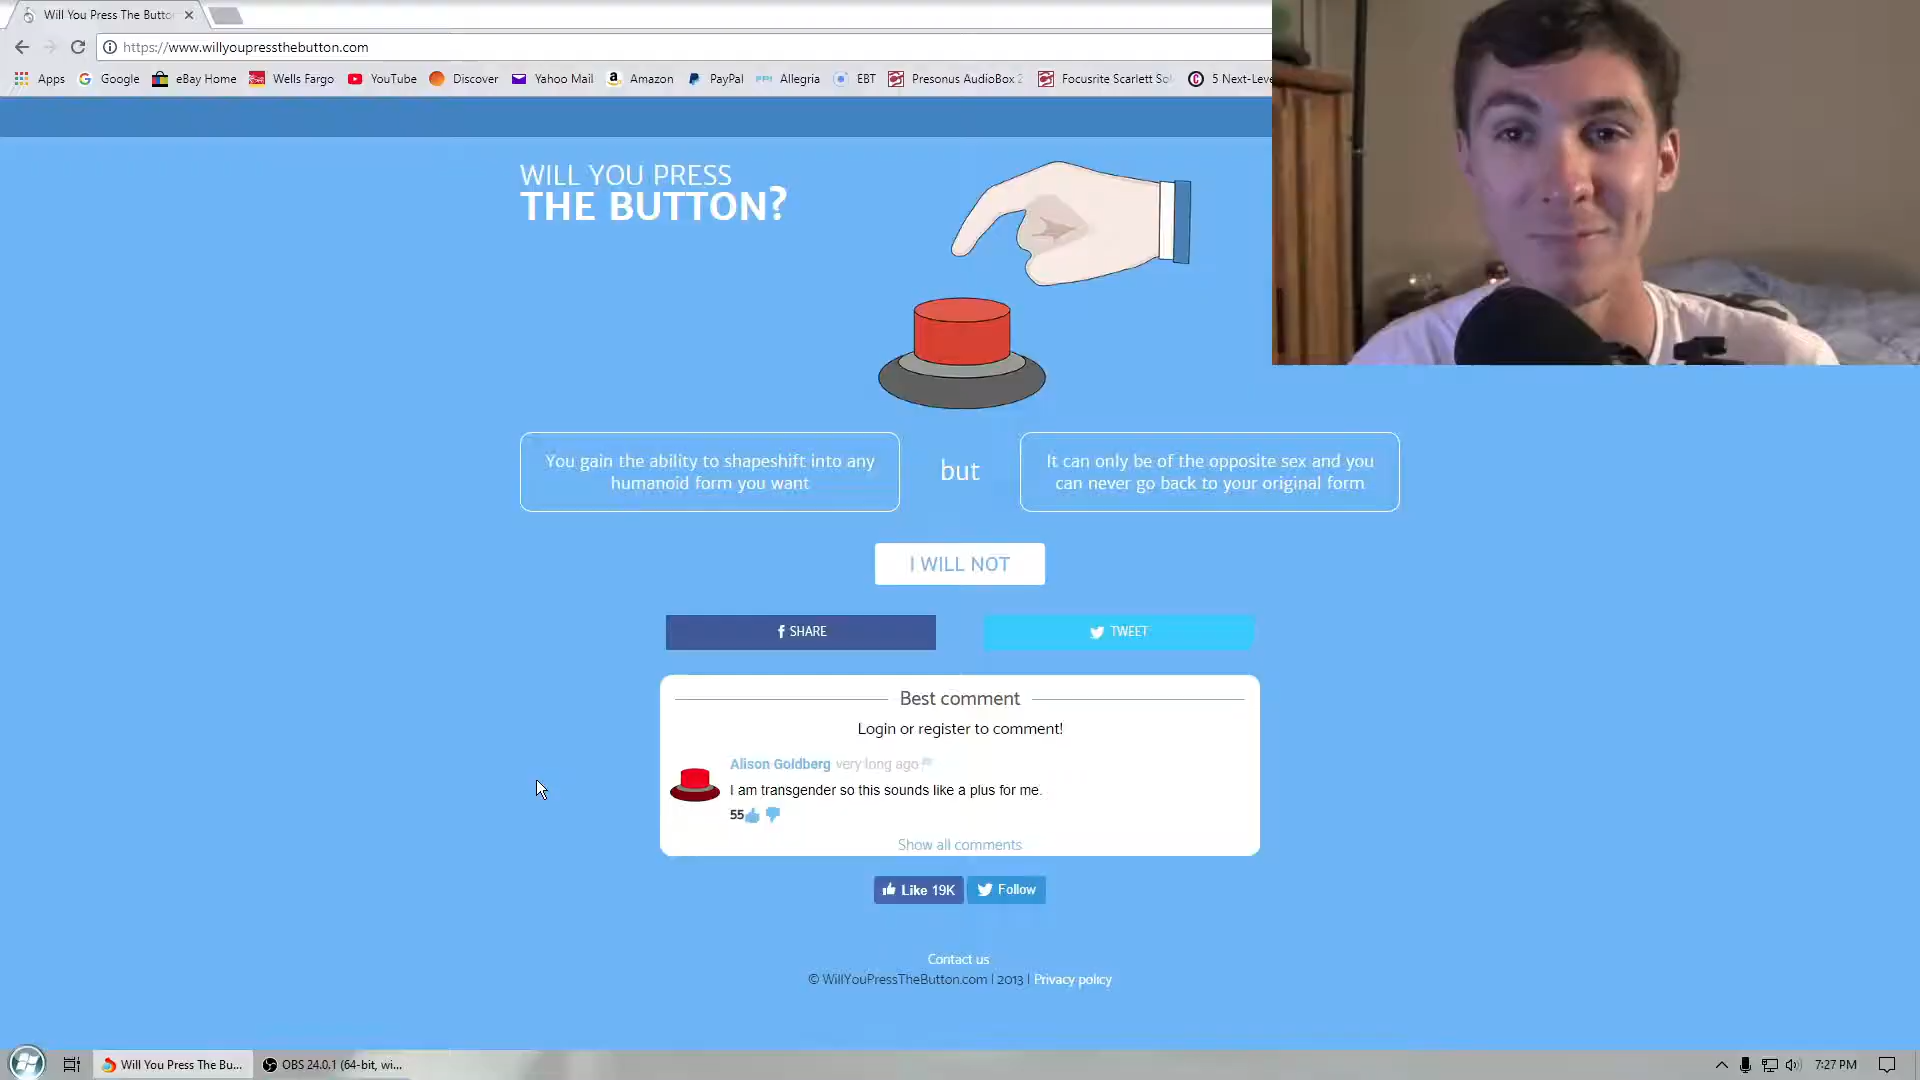 Will You Press The Butto
https://www.willyoupressthebutton.com
Apps Google eBay Home Wells Fargo YouTube Discover Yahoo Mail Amazon PayPal Allegria EBT Presonus AudioBox 2 Focusrite Scarlett So 5 Next-Leve
WILL YOU PRESS
THE BUTTON?
You gain the ability to shapeshift into any
humanoid form you want
but
It can only be of the opposite sex and you
can never go back to your original form
I WILL NOT
SHARE
TWEET
Best comment
Login or register to comment!
Alison Goldberg very long ago
I am transgender so this sounds like a plus for me.
55
Show all comments
Like 19K
Follow
Contact us
© WillYouPressTheButton.com | 2013 | Privacy policy
Will You Press The Bu...
OBS 24.0.1 (64-bit, wi...
7:27 PM